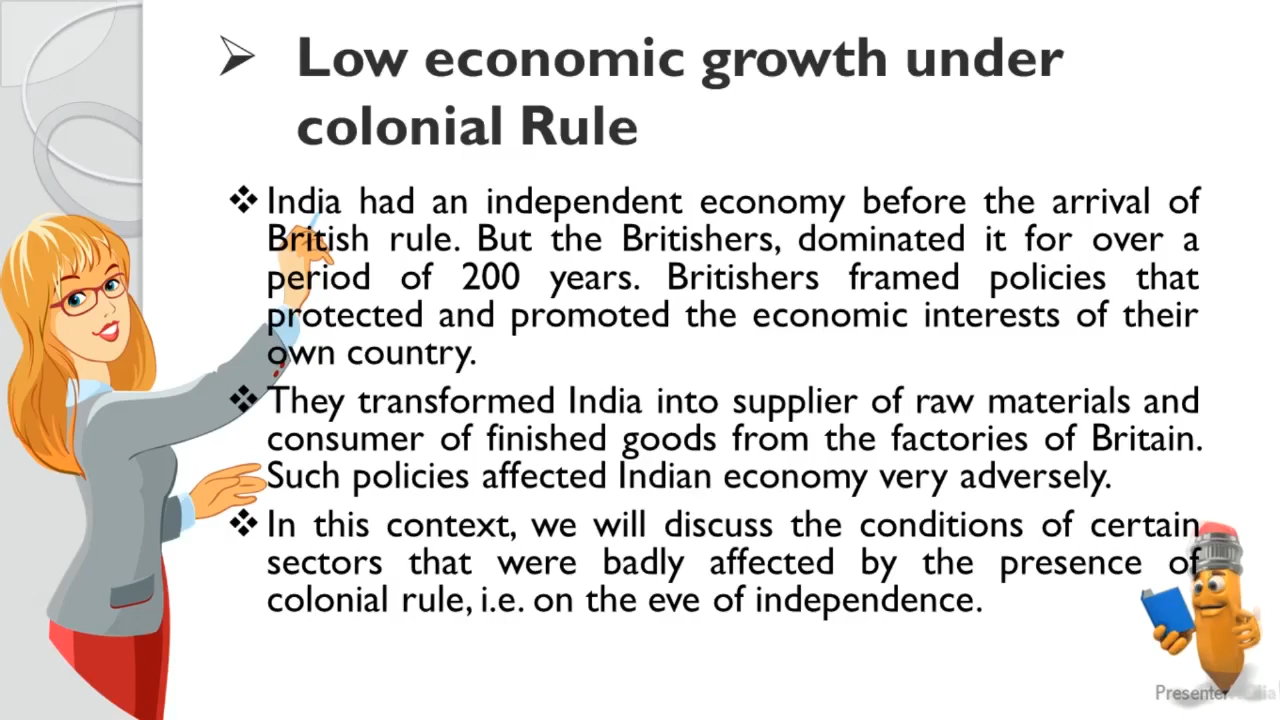 Low economic growth under
colonial Rule
India had an independent economy before the arrival of
British rule. But the Britishers, dominated it for over a
period of 200 years. Britishers framed policies that
protected and promoted the economic interests of their
own country.
They transformed India into supplier of raw materials and
consumer of finished goods from the factories of Britain.
Such policies affected Indian economy very adversely.
In this context, we will discuss the conditions of certain
sectors that were badly affected by the presence of
colonial rule, i.e. on the eve of independence.